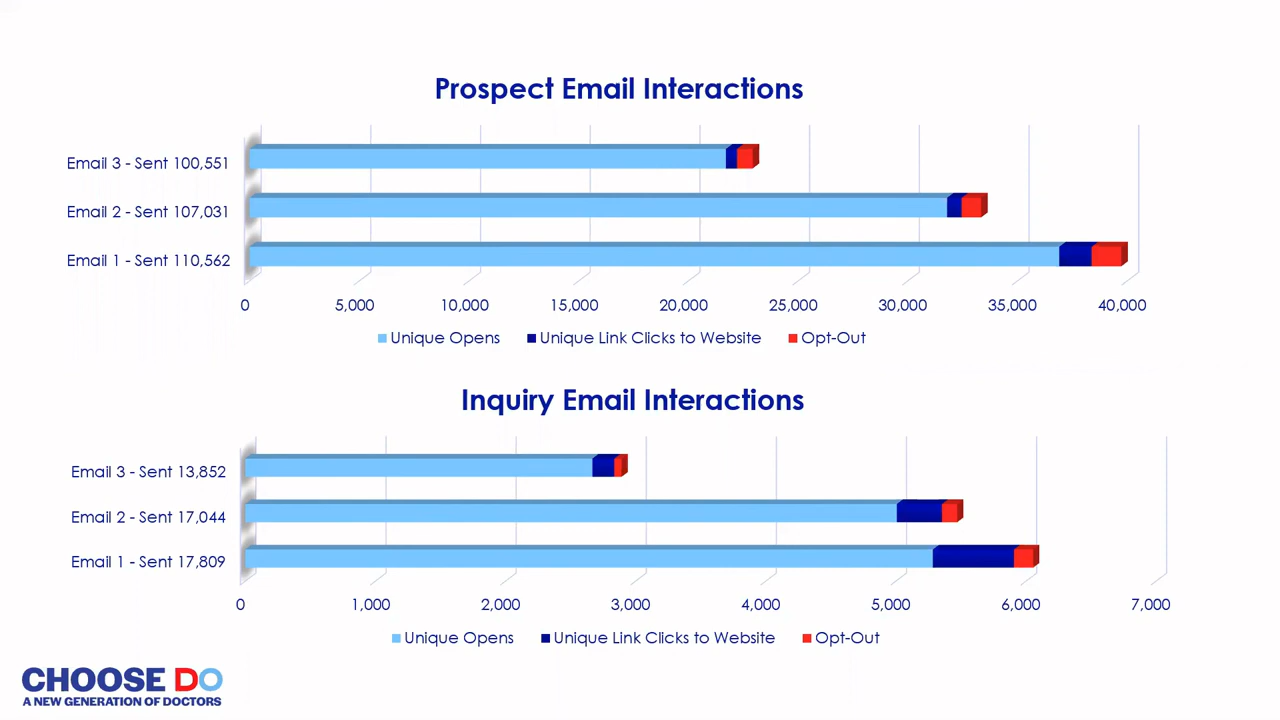 Prospect Email Interactions
Email 3 - Sent 100,551
Email 2 - Sent 107,031
Email 1 - Sent 110,562
0 5,000 10,000 15,000 20,000 25,000 30,000 35,000 40,000
Unique Opens Unique Link Clicks to Website Opt-Out
Inquiry Email Interactions
Email 3 - Sent 13,852
Email 2 - Sent 17,044
Email 1 - Sent 17,809
0 1,000 2,000 3,000 4,000 5,000 6,000 7,000
Unique Opens Unique Link Clicks to Website Opt-Out
CHOOSE DO
A NEW GENERATION OF DOCTORS